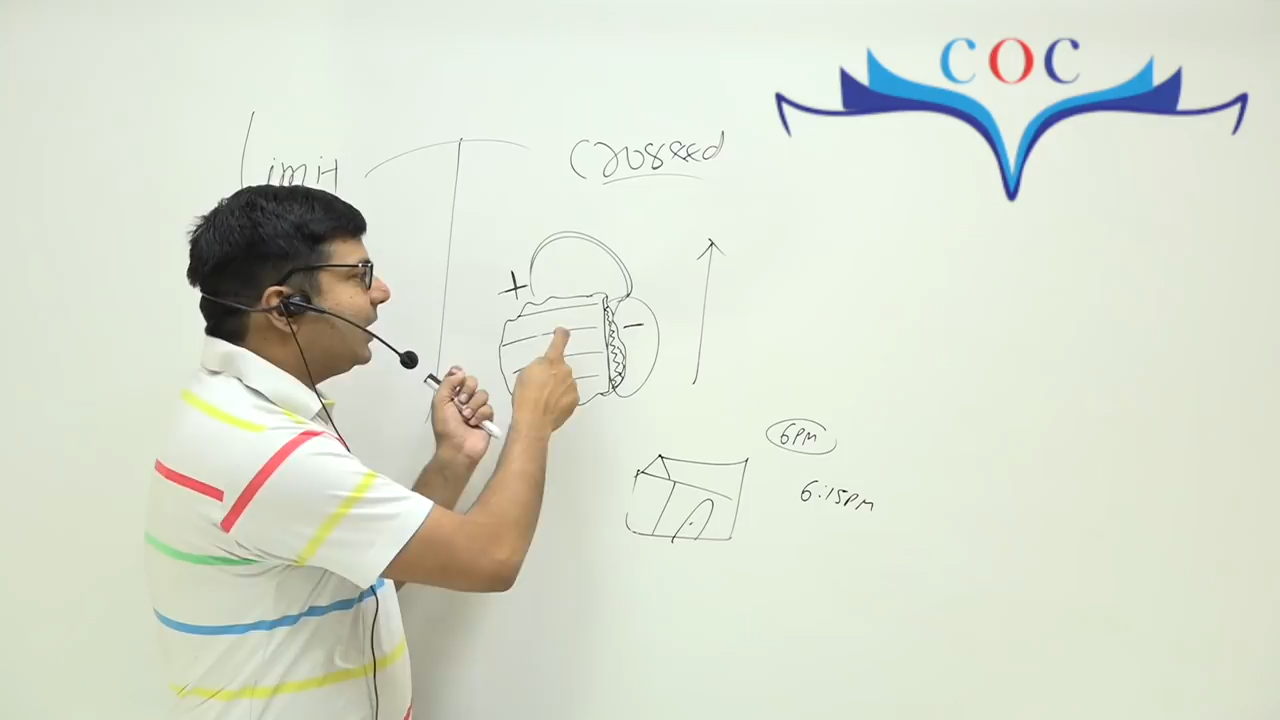 COC
Limit
Crossed
+
-
6PM
6:15PM